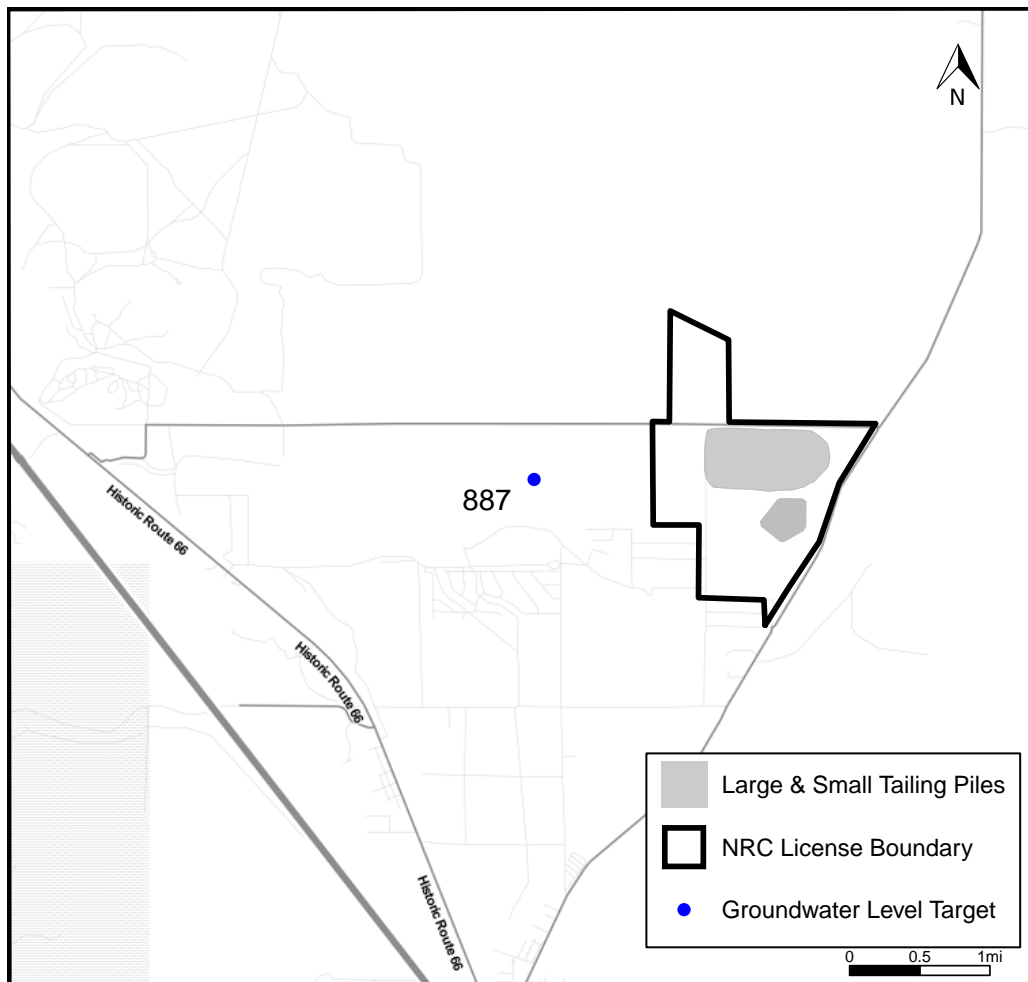 N
887
Historic Route 66
Historic Route 66
Historic Route 66
Large & Small Tailing Piles
NRC License Boundary
Groundwater Level Target
0 0.5 1mi